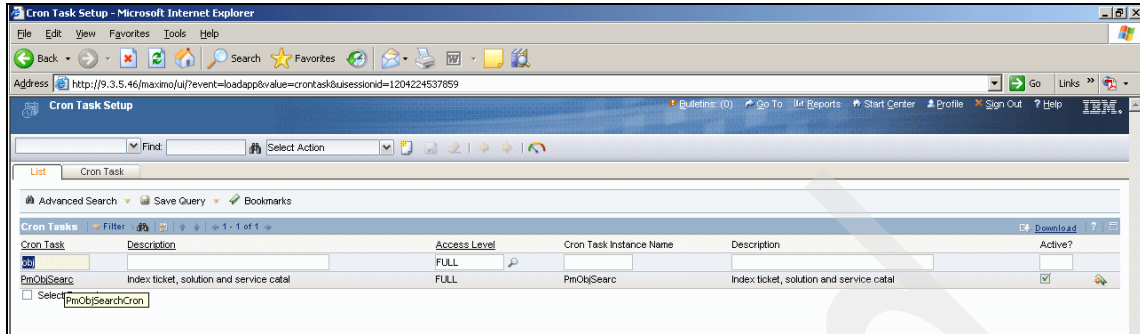 Cron Task Setup - Microsoft Internet Explorer
File Edit View Favorites Tools Help
Back Search Favorites
Address http://9.3.5.46/maximo/ui/?event=loadapp&value=crontask&uisessionid=1204224537859 Go Links »
Cron Task Setup Bulletins: (0) Go To Reports Start Center Profile Sign Out ? Help IBM.
Find: Select Action
List Cron Task
Advanced Search Save Query Bookmarks
Cron Tasks Filter 1 - 1 of 1 Download ?
Cron Task Description Access Level Cron Task Instance Name Description Active?
obj FULL
PmObjSearc Index ticket, solution and service catal FULL PmObjSearc Index ticket, solution and service catal
Select
PmObjSearchCron